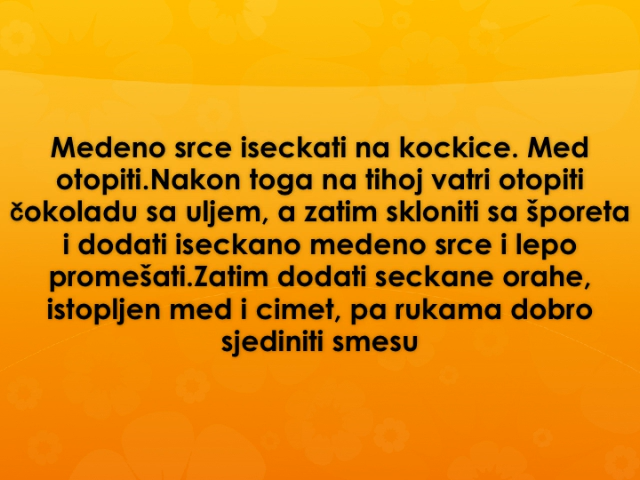 Medeno srce iseckati na kockice. Med
otopiti.Nakon toga na tihoj vatri otopiti
čokoladu sa uljem, a zatim skloniti sa šporeta
i dodati iseckano medeno srce i lepo
promešati.Zatim dodati seckane orahe,
istopljen med i cimet, pa rukama dobro
sjediniti smesu